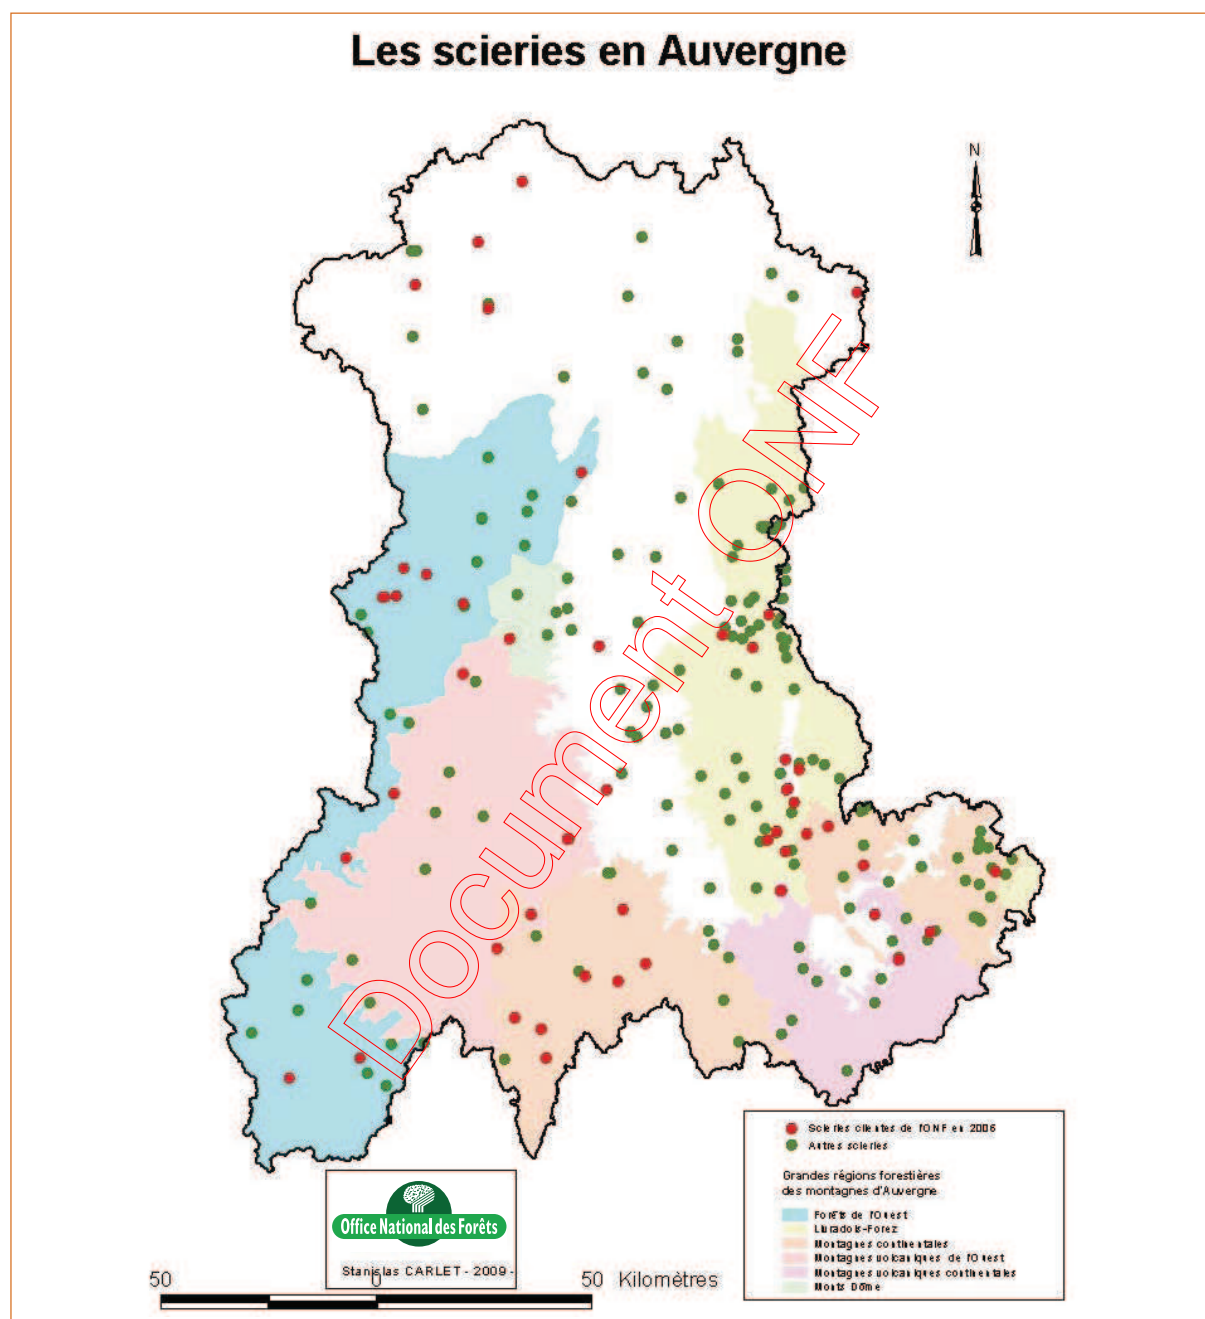 Les scieries en Auvergne
N
Document ONF
Scieries clientes de l'ONF en 2006
Autres scieries
Grandes régions forestières
des montagnes d'Auvergne
Forêts de l'Ouest
Livradois-Forez
Montagnes continentales
Montagnes volcaniques de l'Ouest
Montagnes volcaniques continentales
Monts Dôme
Office National des Forêts
Stanislas CARLET - 2009 -
50 0 50 Kilomètres